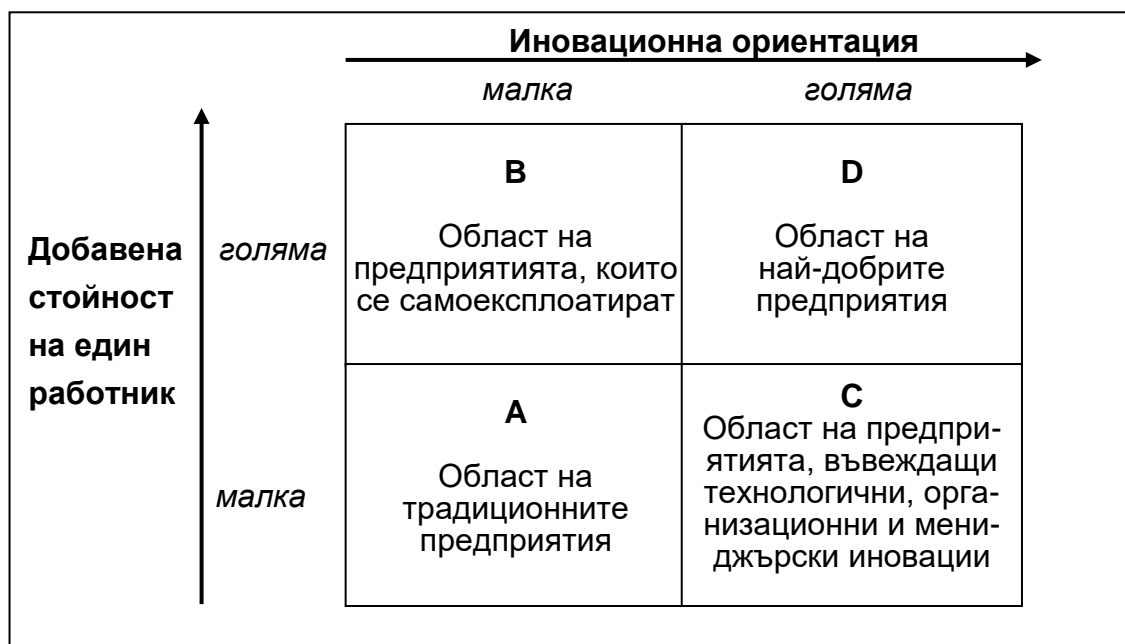 Иновационна ориентация
малка
голяма
Добавена
стойност
на един
работник
голяма
B
Област на
предприятията, които
се самоексплоатират
D
Област на
най-добрите
предприятия
малка
A
Област на
традиционните
предприятия
C
Област на предпри-
ятията, въвеждащи
технологични, орга-
низационни и мени-
джърски иновации